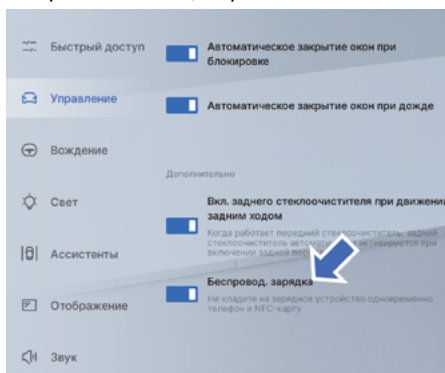 Быстрый доступ
Управление
Вождение
Свет
Ассистенты
Отображение
Звук
Автоматическое закрытие окон при
блокировке
Автоматическое закрытие окон при дожде
Дополнительно
Вкл. заднего стеклоочистителя при движении
задним ходом
Когда работает передний стеклоочиститель, задний
стеклоочиститель активируется при
включении задней
Беспровод. зарядка
Не кладите на зарядное устройство одновременно
телефон и NFC-карту